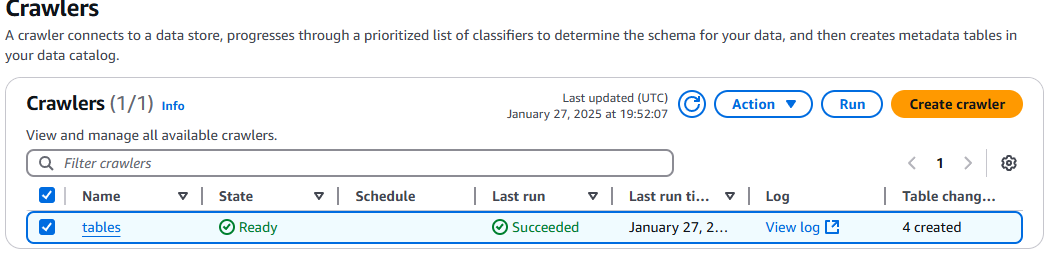 Crawlers
A crawler connects to a data store, progresses through a prioritized list of classifiers to determine the schema for your data, and then creates metadata tables in
your data catalog.
Crawlers (1/1) Info
Last updated (UTC)
January 27, 2025 at 19:52:07
Action
Run
Create crawler
View and manage all available crawlers.
Filter crawlers
1
Name State Schedule Last run Last run ti... Log Table chang...
tables Ready Succeeded January 27, 2... View log 4 created